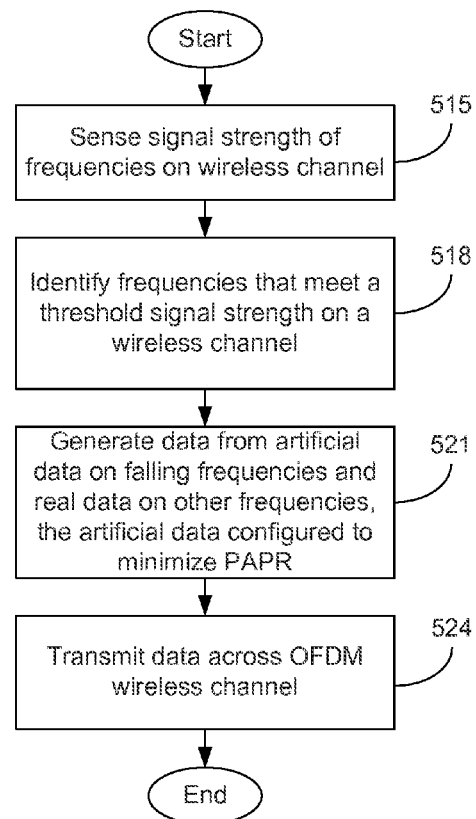 Start
515
Sense signal strength of
frequencies on wireless channel
518
Identify frequencies that meet a
threshold signal strength on a
wireless channel
521
Generate data from artificial
data on falling frequencies and
real data on other frequencies,
the artificial data configured to
minimize PAPR
524
Transmit data across OFDM
wireless channel
End